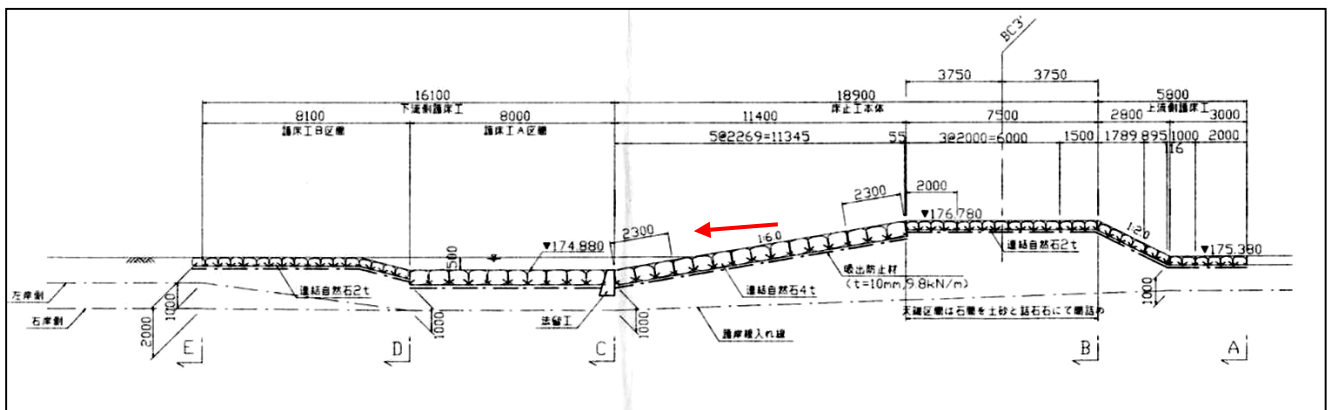 BC3'
3750 3750
16100 18900 5800
下流側護床工 床止工本体 上流側護床工
8100 8000 11400 7500 2800 3000
護床工B区間 護床工A区間
5@2269=11345 55 3@2000=6000 1500 1789 895 1000 2000
16
2300 2000
▼176.780
2300 1:6.0 1:2.0
▼174.880 500 連結自然石2t ▼175.380
吸出防止材
(t=10mm, 9.8kN/m)
連結自然石2t 連結自然石4t
左岸側 1000 1000
天端区間は石間を土砂と詰石にて間詰め
右岸側 2000 1000 法留工 1000 護岸根入れ線
E D C B A